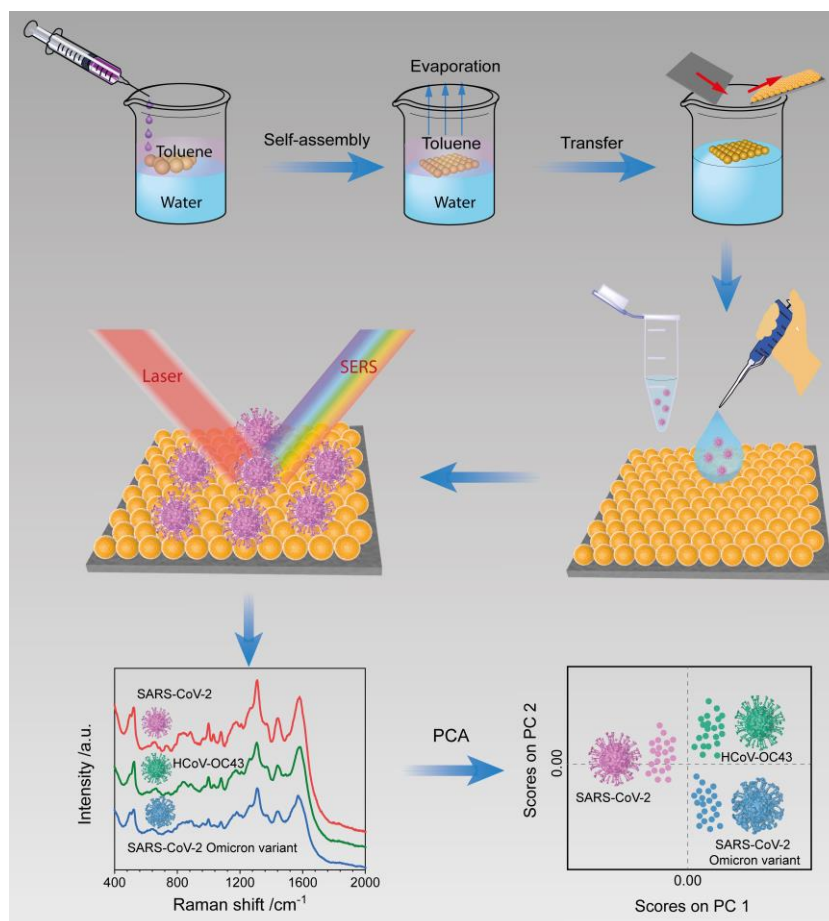 Evaporation
Toluene
Self-assembly
Toluene
Transfer
Water
Water
Laser
SERS
SARS-CoV-2
HCoV-OC43
SARS-CoV-2 Omicron variant
Intensity /a.u.
400 800 1200 1600 2000
Raman shift /cm⁻¹
PCA
Scores on PC 2
0.00
HCoV-OC43
SARS-CoV-2
SARS-CoV-2
Omicron variant
0.00
Scores on PC 1